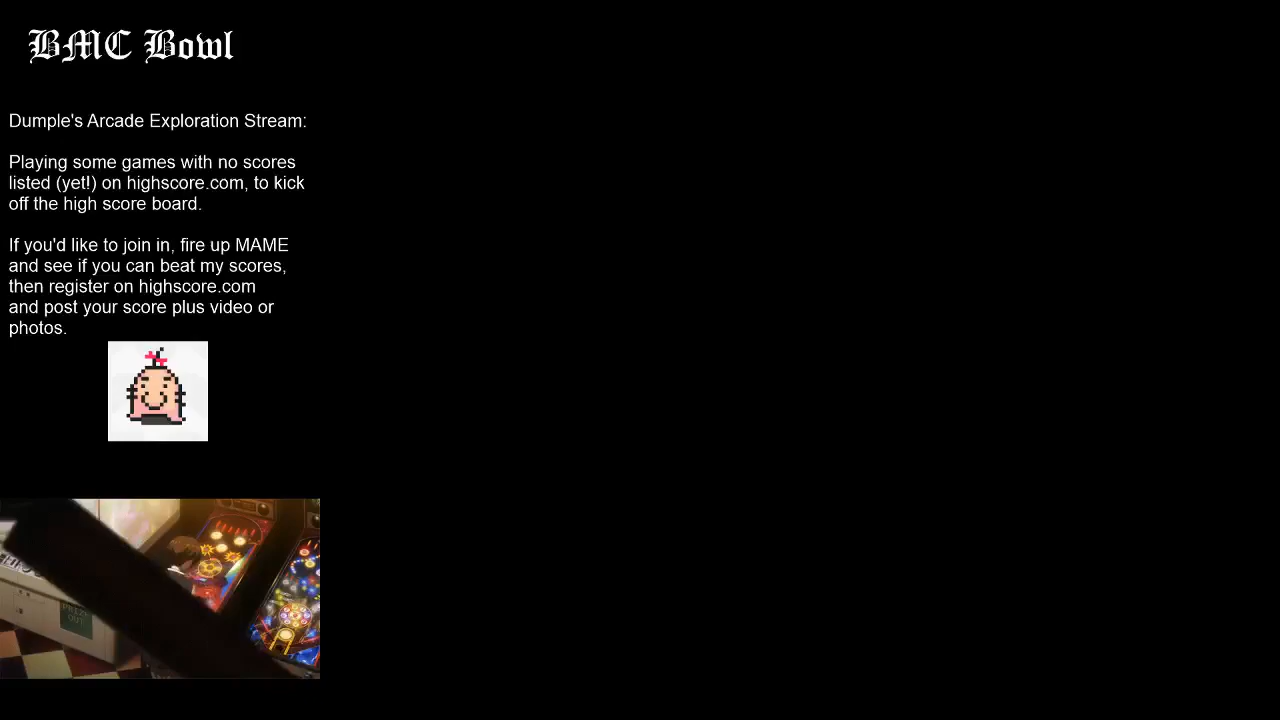 BMC Bowl
Dumple's Arcade Exploration Stream:
Playing some games with no scores
listed (yet!) on highscore.com, to kick
off the high score board.
If you'd like to join in, fire up MAME
and see if you can beat my scores,
then register on highscore.com
and post your score plus video or
photos.